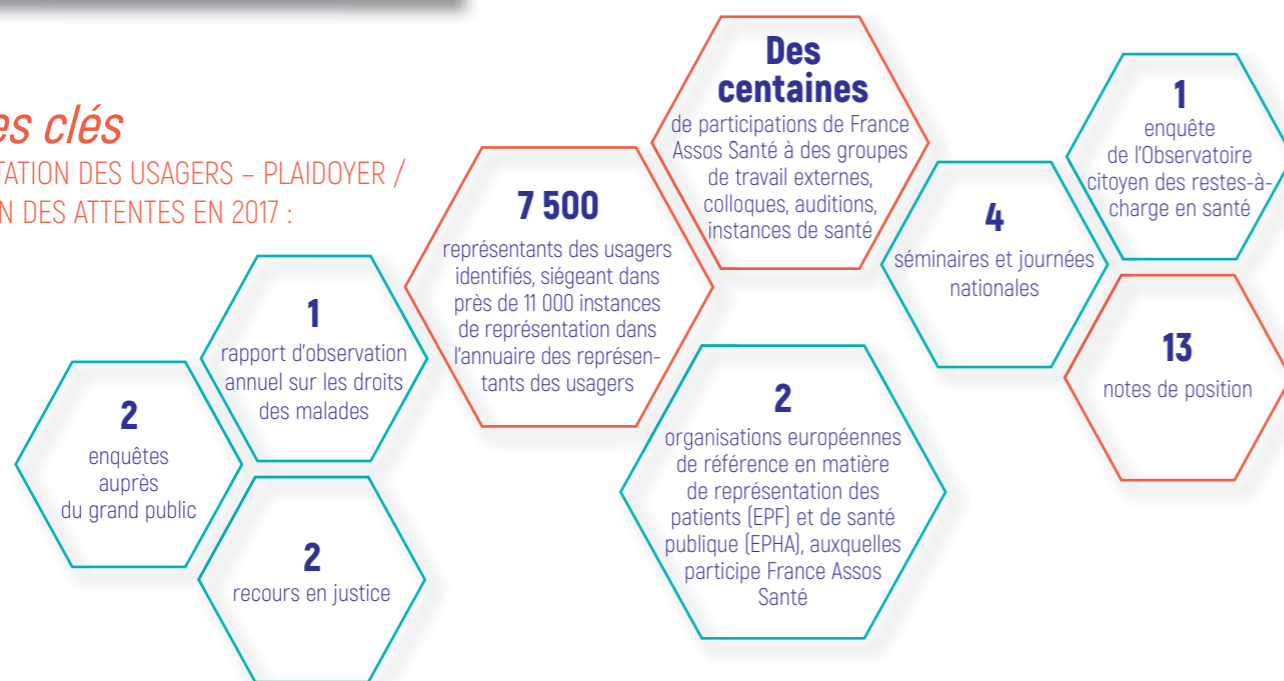 es clés
TATION DES USAGERS – PLAIDOYER /
N DES ATTENTES EN 2017 :
2
enquêtes
auprès
du grand public
1
rapport d'observation
annuel sur les droits
des malades
2
recours en justice
7 500
représentants des usagers
identifiés, siégeant dans
près de 11 000 instances
de représentation dans
l'annuaire des représen-
tants des usagers
Des
centaines
de participations de France
Assos Santé à des groupes
de travail externes,
colloques, auditions,
instances de santé
2
organisations européennes
de référence en matière
de représentation des
patients (EPF) et de santé
publique (EPHA), auxquelles
participe France Assos
Santé
4
séminaires et journées
nationales
1
enquête
de l'Observatoire
citoyen des restes-à-
charge en santé
13
notes de position